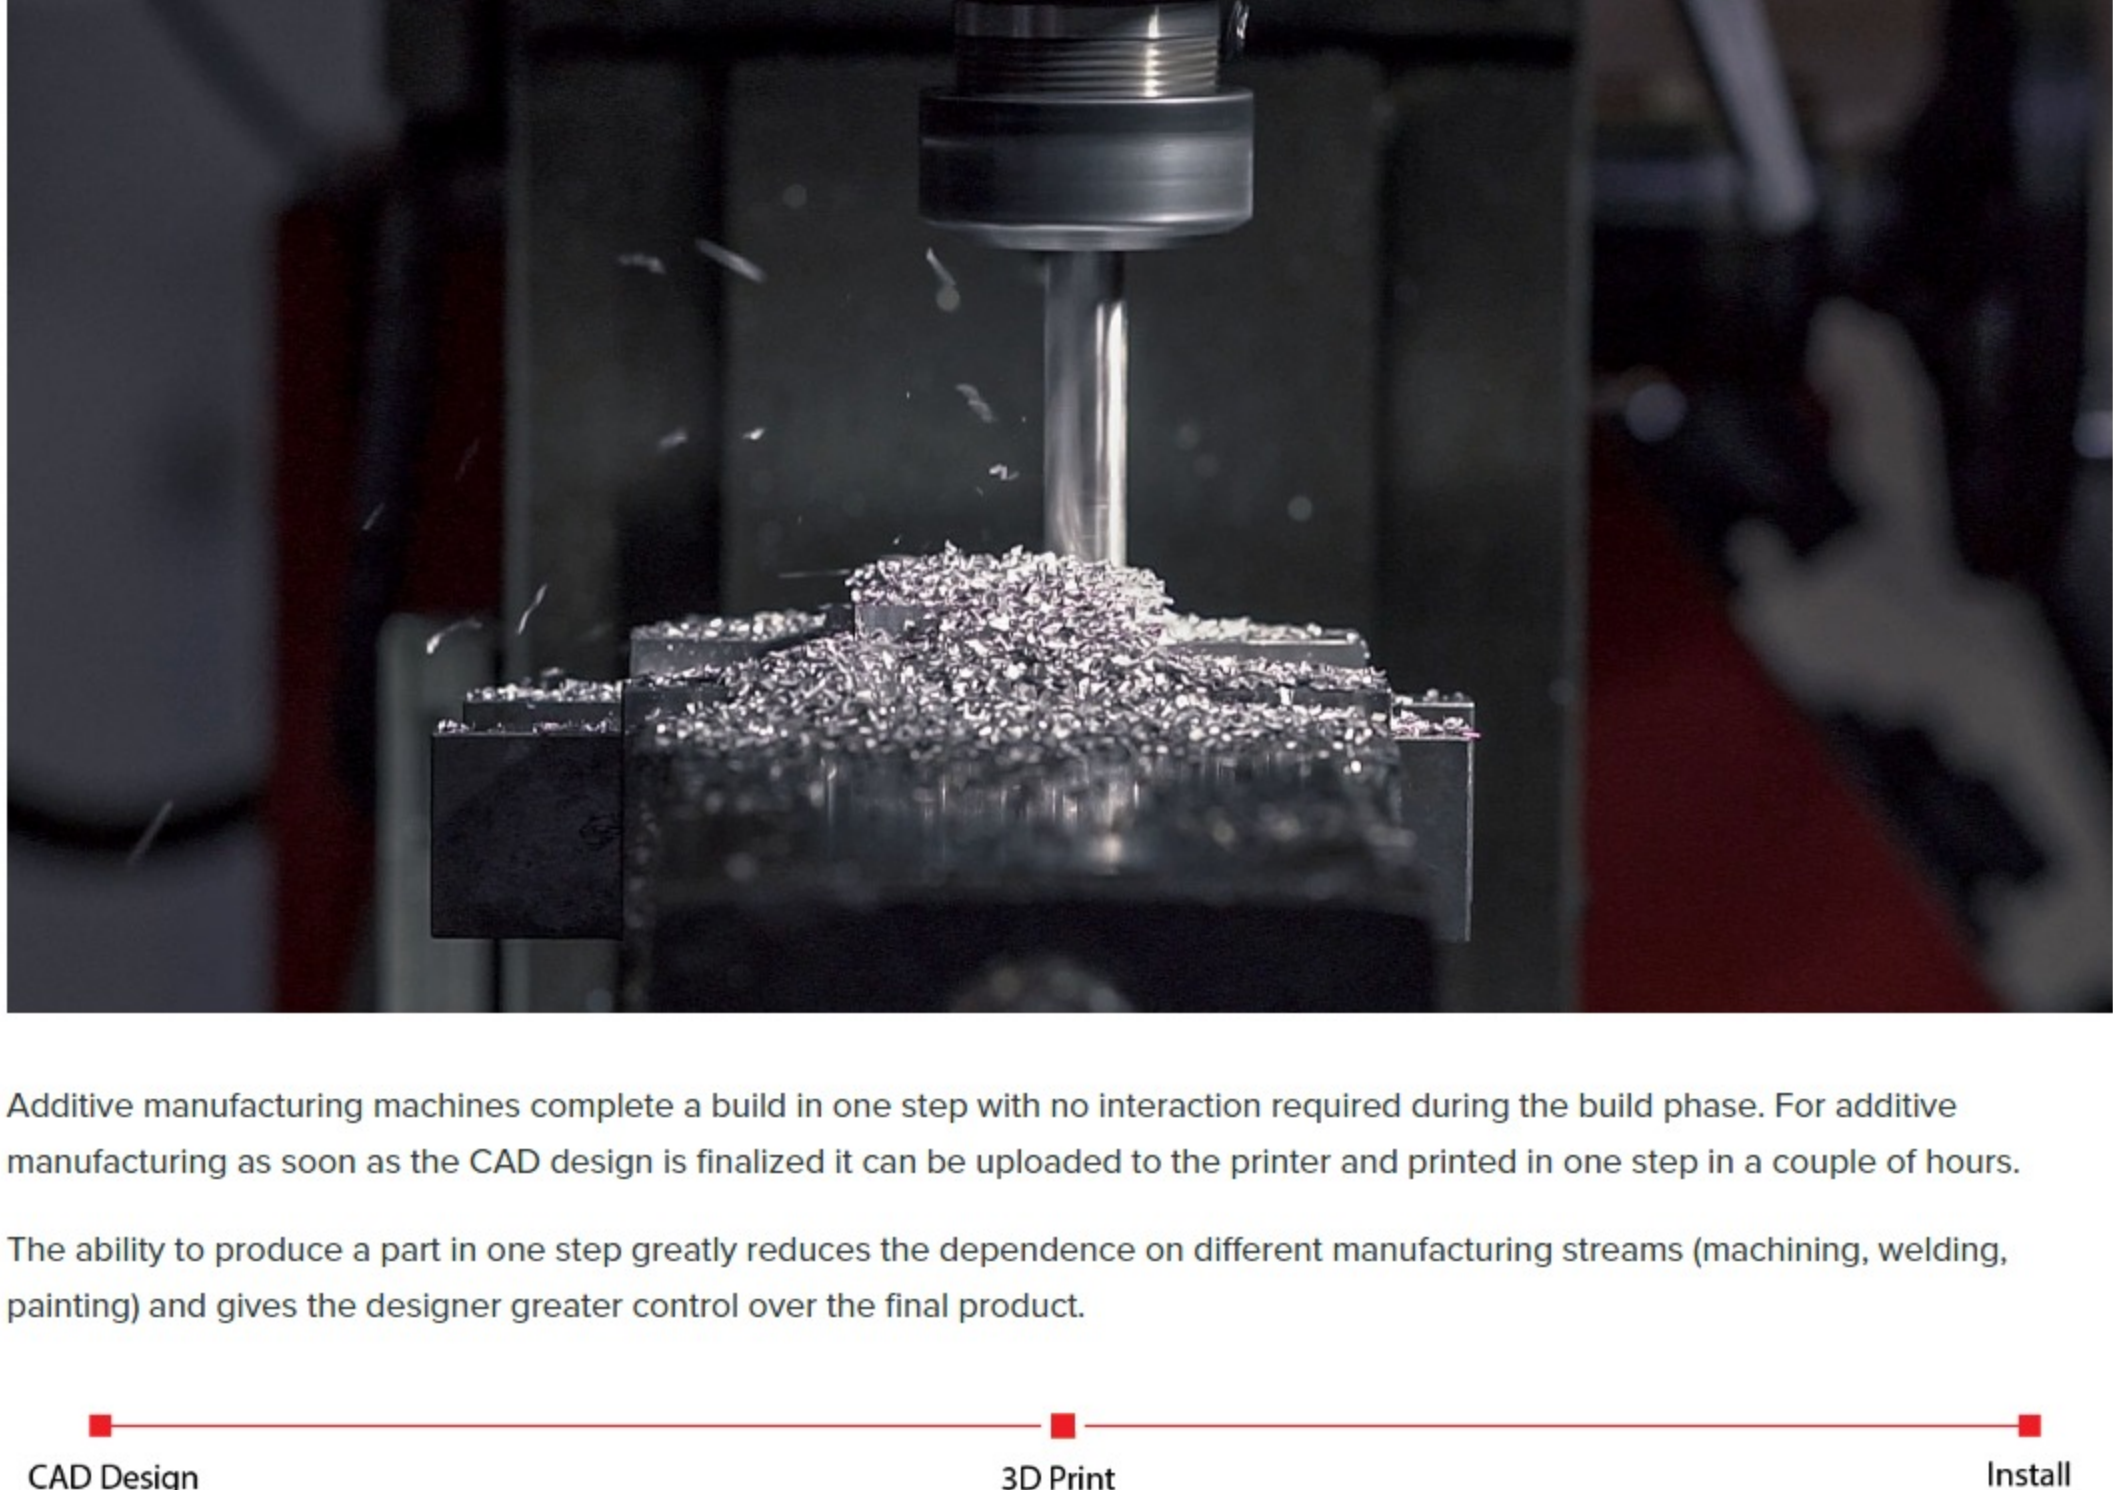 Additive manufacturing machines complete a build in one step with no interaction required during the build phase. For additive
manufacturing as soon as the CAD design is finalized it can be uploaded to the printer and printed in one step in a couple of hours.
The ability to produce a part in one step greatly reduces the dependence on different manufacturing streams (machining, welding,
painting) and gives the designer greater control over the final product.
CAD Design 3D Print Install